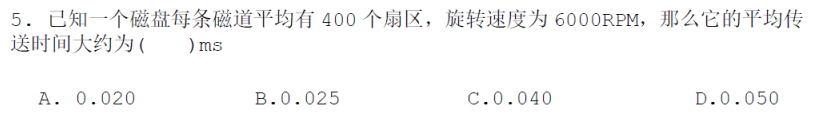 5. 已知一个磁盘每条磁道平均有 400 个扇区，旋转速度为 6000RPM，那么它的平均传
送时间大约为(   )ms
A. 0.020 B.0.025 C.0.040 D.0.050